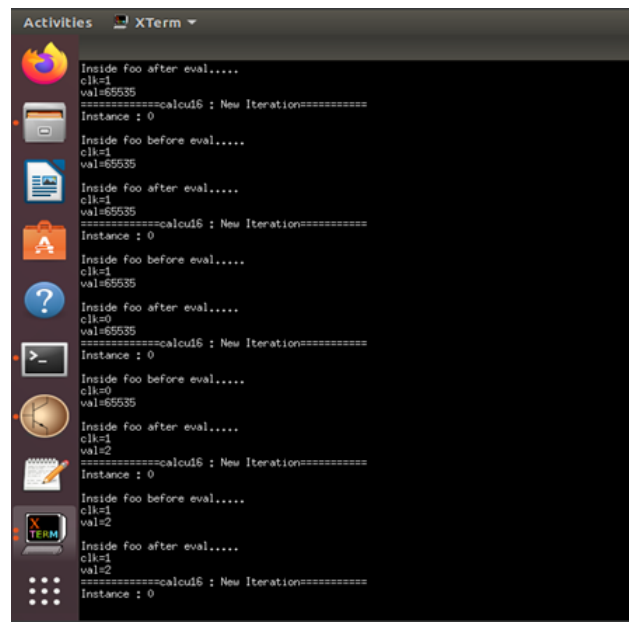 Activities XTerm
Inside foo after eval.....
clk=1
val=65535
=============calcu16 : New Iteration===========
Instance : 0
Inside foo before eval.....
clk=1
val=65535
Inside foo after eval.....
clk=1
val=65535
=============calcu16 : New Iteration===========
Instance : 0
Inside foo before eval.....
clk=1
val=65535
Inside foo after eval.....
clk=0
val=65535
=============calcu16 : New Iteration===========
Instance : 0
Inside foo before eval.....
clk=0
val=65535
Inside foo after eval.....
clk=1
val=2
=============calcu16 : New Iteration===========
Instance : 0
Inside foo before eval.....
clk=1
val=2
Inside foo after eval.....
clk=1
val=2
=============calcu16 : New Iteration===========
Instance : 0
X
TERM